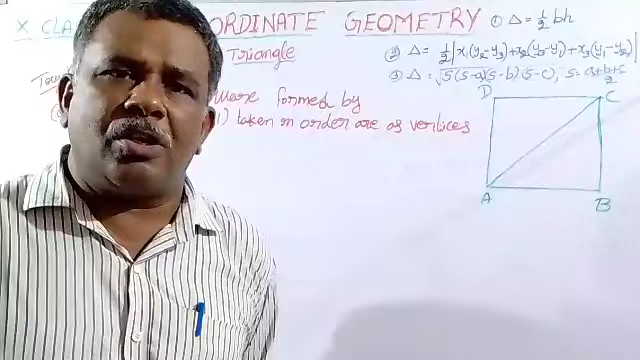 X CLA ORDINATE GEOMETRY
Triangle
① Δ = ½ bh
② Δ = ½|x₁(y₂-y₃)+x₂(y₃-y₁)+x₃(y₁-y₂)|
③ Δ = √S(S-a)(S-b)(S-c), S = a+b+c/2
formed by
1) taken in order are as vertices
D C
A B